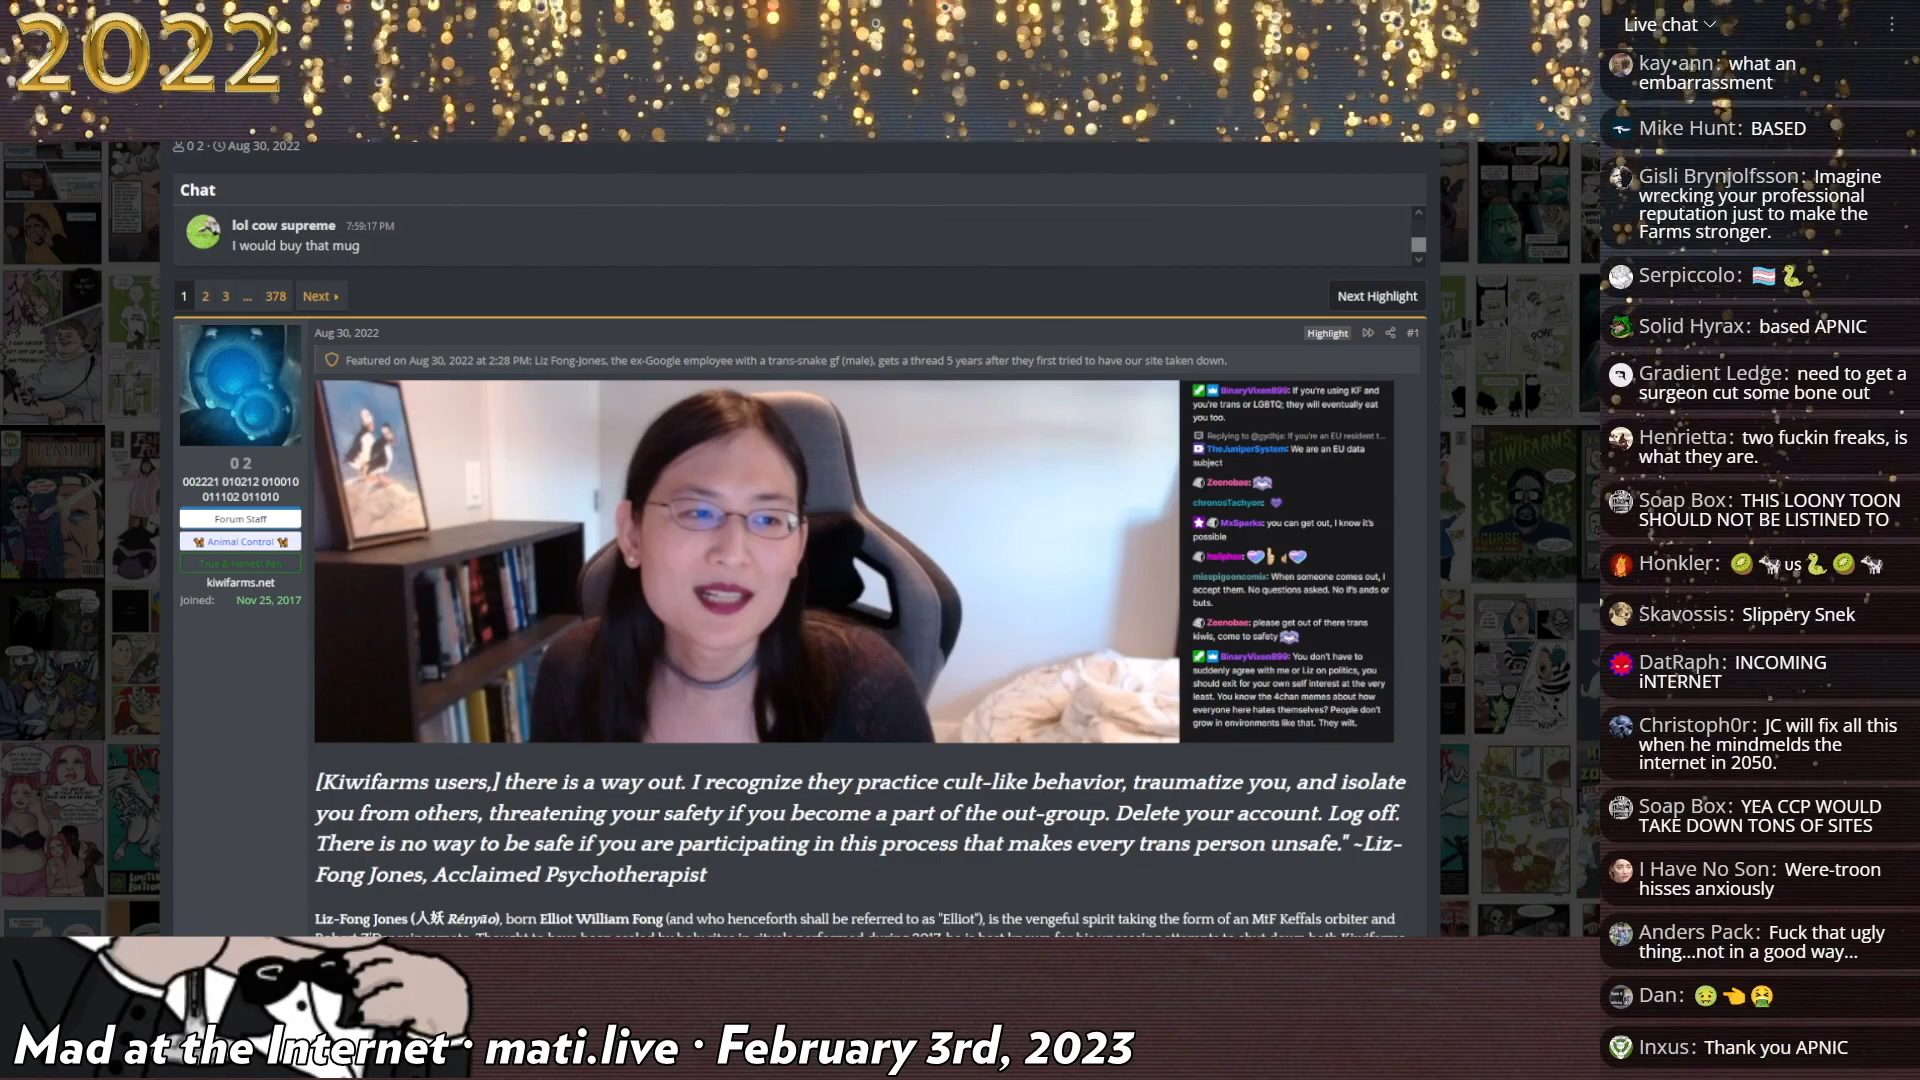 2022
0 2 · Aug 30, 2022
Chat
lol cow supreme 7:59:17 PM
I would buy that mug
1 2 3 ... 378 Next
Next Highlight
Aug 30, 2022
Highlight #1
Featured on Aug 30, 2022 at 2:28 PM: Liz Fong-Jones, the ex-Google employee with a trans-snake gf (male), gets a thread 5 years after they first tried to have our site taken down.
0 2
002221 010212 010010
011102 011010
Forum Staff
Animal Control
True & Honest Fan
kiwifarms.net
Joined: Nov 25, 2017
BinaryVixen899: If you're using KF and
you're trans or LGBTQ; they will eventually eat
you too.
Replying to @gydhja: If you're an EU resident t...
TheJuniperSystem: We are an EU data
subject
Zeenobae:
chronosTachyon:
MxSparks: you can get out, I know it's
possible
italiphox:
misspigeoncomix: When someone comes out, I
accept them. No questions asked. No if's ands or
buts.
Zeenobae: please get out of there trans
kiwis, come to safety
BinaryVixen899: You don't have to
suddenly agree with me or Liz on politics, you
should exit for your own self interest at the very
least. You know the 4chan memes about how
everyone here hates themselves? People don't
grow in environments like that. They wilt.
[Kiwifarms users,] there is a way out. I recognize they practice cult-like behavior, traumatize you, and isolate
you from others, threatening your safety if you become a part of the out-group. Delete your account. Log off.
There is no way to be safe if you are participating in this process that makes every trans person unsafe." ~Liz-
Fong Jones, Acclaimed Psychotherapist
Liz-Fong Jones (人妖 Rényāo), born Elliot William Fong (and who henceforth shall be referred to as "Elliot"), is the vengeful spirit taking the form of an MtF Keffals orbiter and
Live chat
kay•ann: what an
embarrassment
Mike Hunt: BASED
Gisli Brynjolfsson: Imagine
wrecking your professional
reputation just to make the
Farms stronger.
Serpiccolo: 🏳️‍⚧️ 🐍
Solid Hyrax: based APNIC
Gradient Ledge: need to get a
surgeon cut some bone out
Henrietta: two fuckin freaks, is
what they are.
Soap Box: THIS LOONY TOON
SHOULD NOT BE LISTINED TO
Honkler: 🥝 🐄 us 🐍 🥝 🐄
Skavossis: Slippery Snek
DatRaph: INCOMING
iNTERNET
Christoph0r: JC will fix all this
when he mindmelds the
internet in 2050.
Soap Box: YEA CCP WOULD
TAKE DOWN TONS OF SITES
I Have No Son: Were-troon
hisses anxiously
Anders Pack: Fuck that ugly
thing...not in a good way...
Dan: 🤢 👈 🤮
Inxus: Thank you APNIC
Mad at the Internet · mati.live · February 3rd, 2023